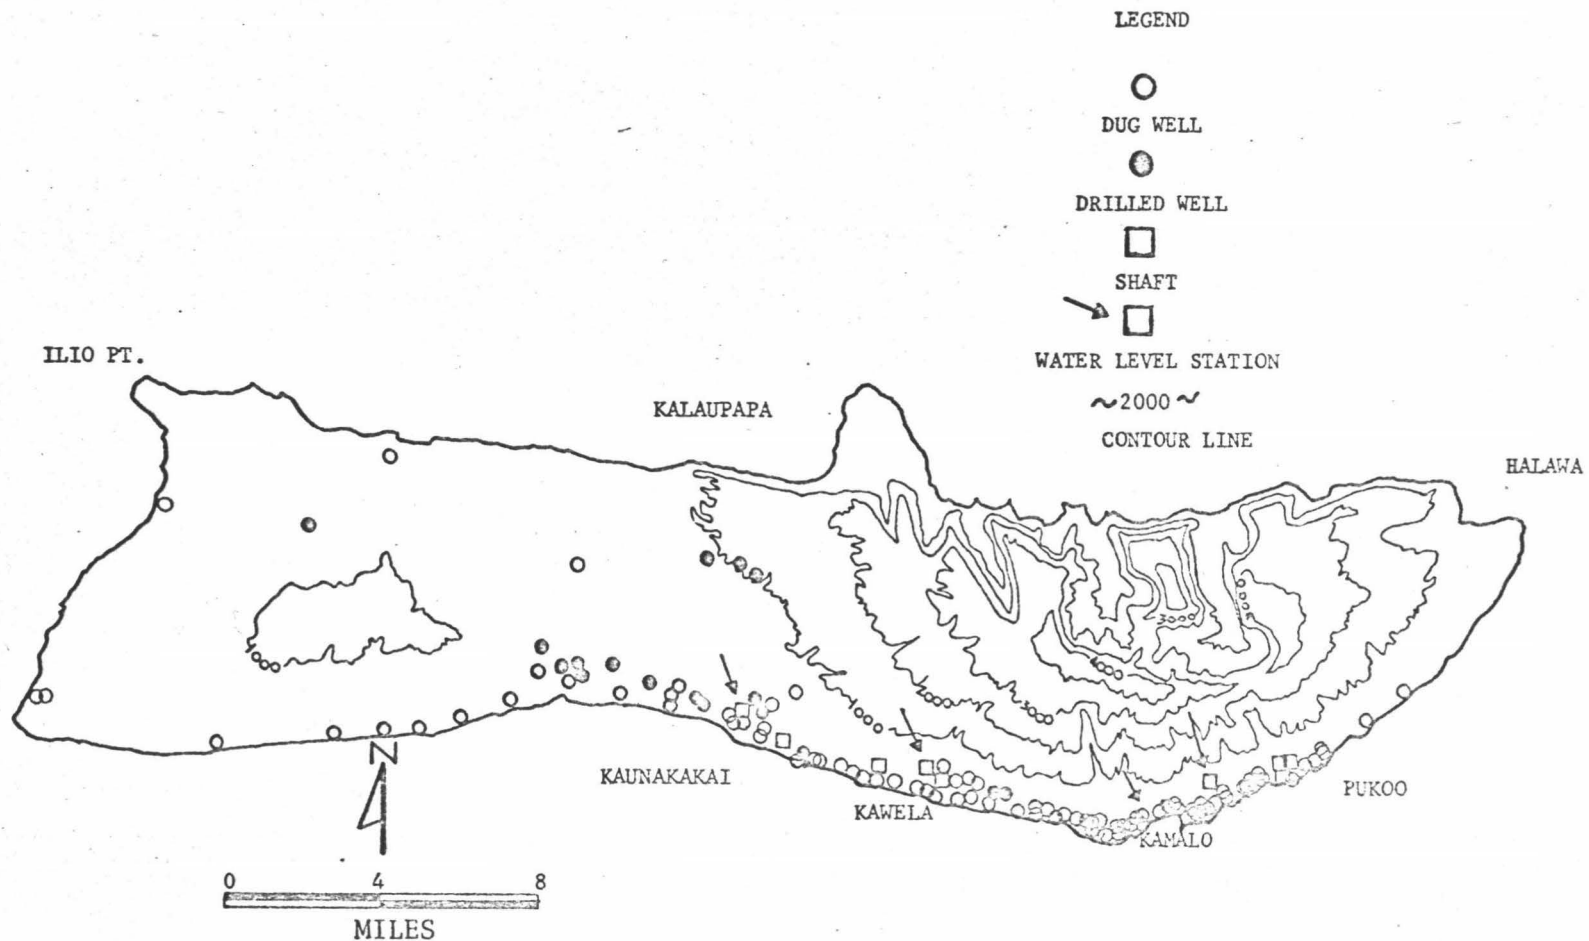 LEGEND
DUG WELL
DRILLED WELL
SHAFT
WATER LEVEL STATION
~2000~
CONTOUR LINE
ILIO PT.
KALAUPAPA
HALAWA
3000
KAUNAKAKAI
KAWELA
KAMALO
PUKOO
N
0 4 8
MILES